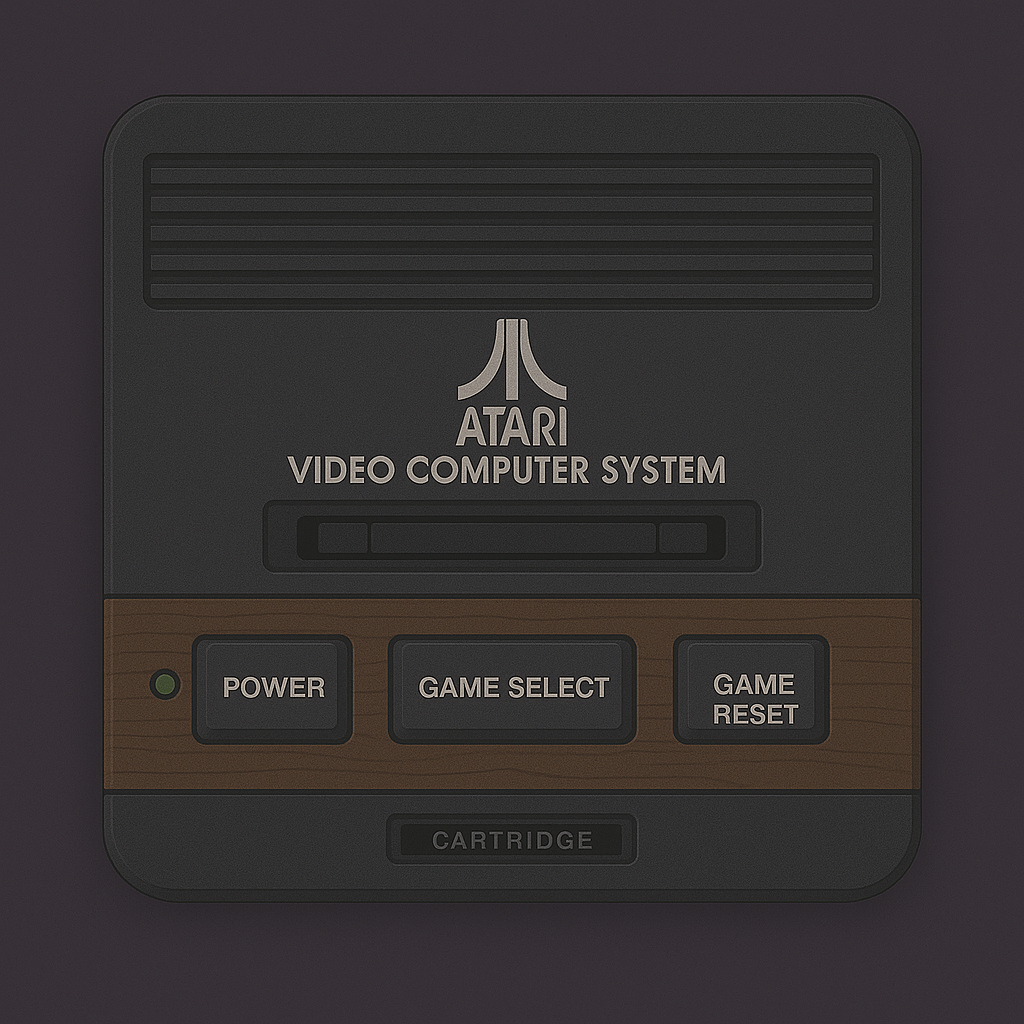 ATARI
VIDEO COMPUTER SYSTEM
POWER
GAME SELECT
GAME
RESET
CARTRIDGE